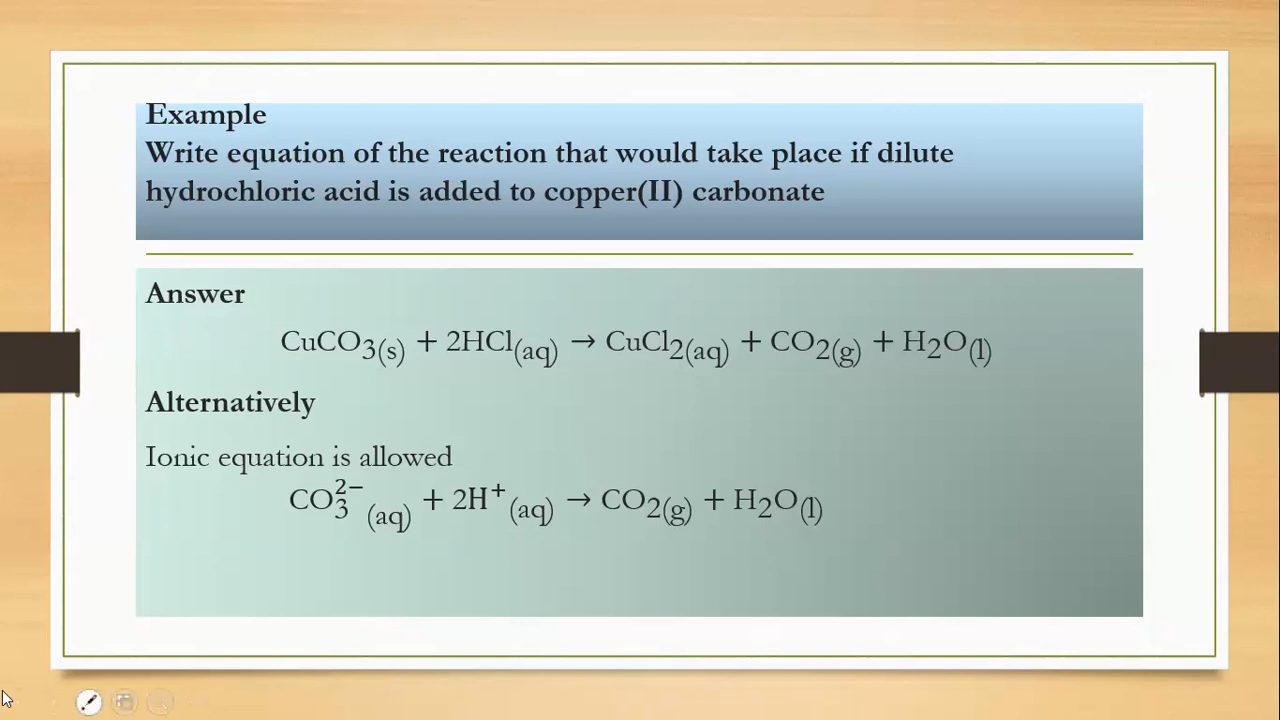 Example
Write equation of the reaction that would take place if dilute
hydrochloric acid is added to copper(II) carbonate
Answer
CuCO₃(s) + 2HCl(aq) → CuCl₂(aq) + CO₂(g) + H₂O(l)
Alternatively
Ionic equation is allowed
CO₃²⁻(aq) + 2H⁺(aq) → CO₂(g) + H₂O(l)